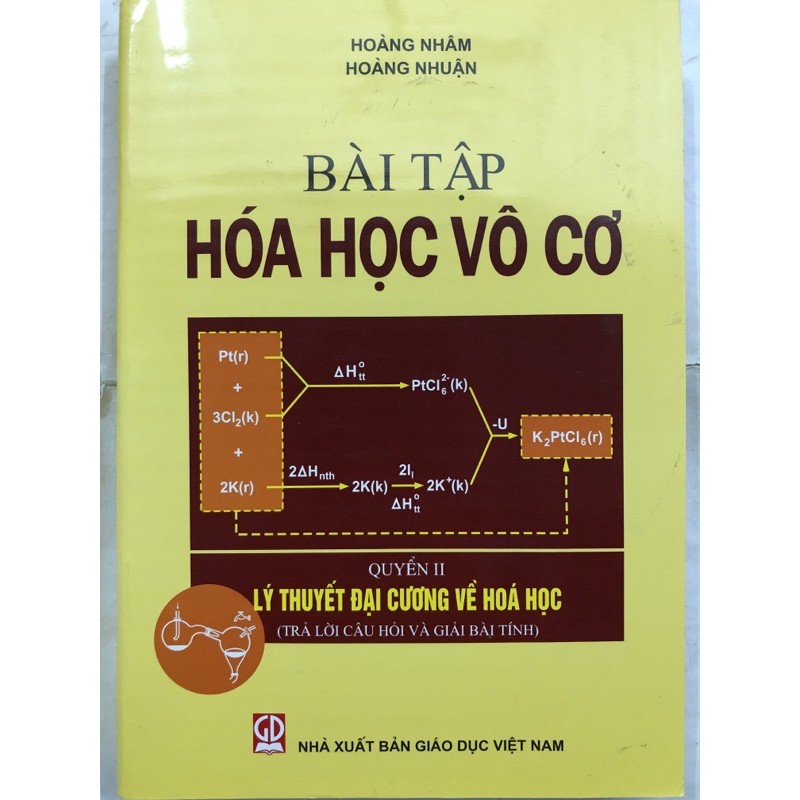 HOÀNG NHÂM
HOÀNG NHUẬN
BÀI TẬP
HÓA HỌC VÔ CƠ
Pt(r)
+
3Cl₂(k)
+
2K(r)
ΔH°tt
PtCl₆²⁻(k)
2ΔHnth
2K(k)
2I₁
ΔH°tt
2K⁺(k)
-U
K₂PtCl₆(r)
QUYỂN II
LÝ THUYẾT ĐẠI CƯƠNG VỀ HOÁ HỌC
(TRẢ LỜI CÂU HỎI VÀ GIẢI BÀI TÍNH)
GD
NHÀ XUẤT BẢN GIÁO DỤC VIỆT NAM